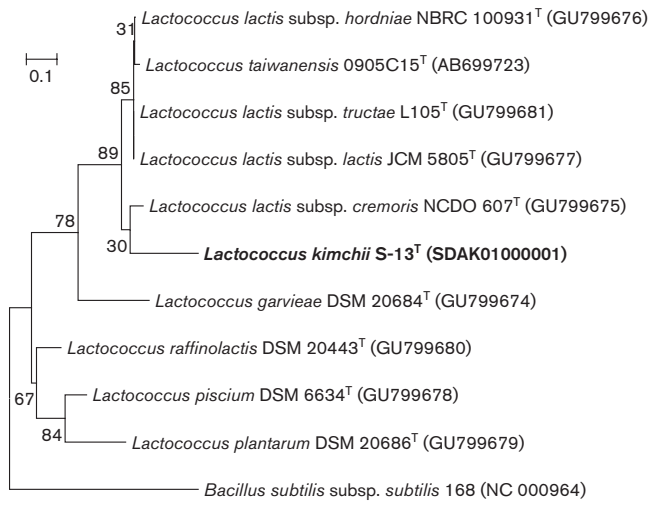 Lactococcus lactis subsp. hordniae NBRC 100931ᵀ (GU799676)
31
0.1
Lactococcus taiwanensis 0905C15ᵀ (AB699723)
85
Lactococcus lactis subsp. tructae L105ᵀ (GU799681)
89
Lactococcus lactis subsp. lactis JCM 5805ᵀ (GU799677)
Lactococcus lactis subsp. cremoris NCDO 607ᵀ (GU799675)
78
30
Lactococcus kimchii S-13ᵀ (SDAK01000001)
Lactococcus garvieae DSM 20684ᵀ (GU799674)
Lactococcus raffinolactis DSM 20443ᵀ (GU799680)
67
Lactococcus piscium DSM 6634ᵀ (GU799678)
84
Lactococcus plantarum DSM 20686ᵀ (GU799679)
Bacillus subtilis subsp. subtilis 168 (NC 000964)